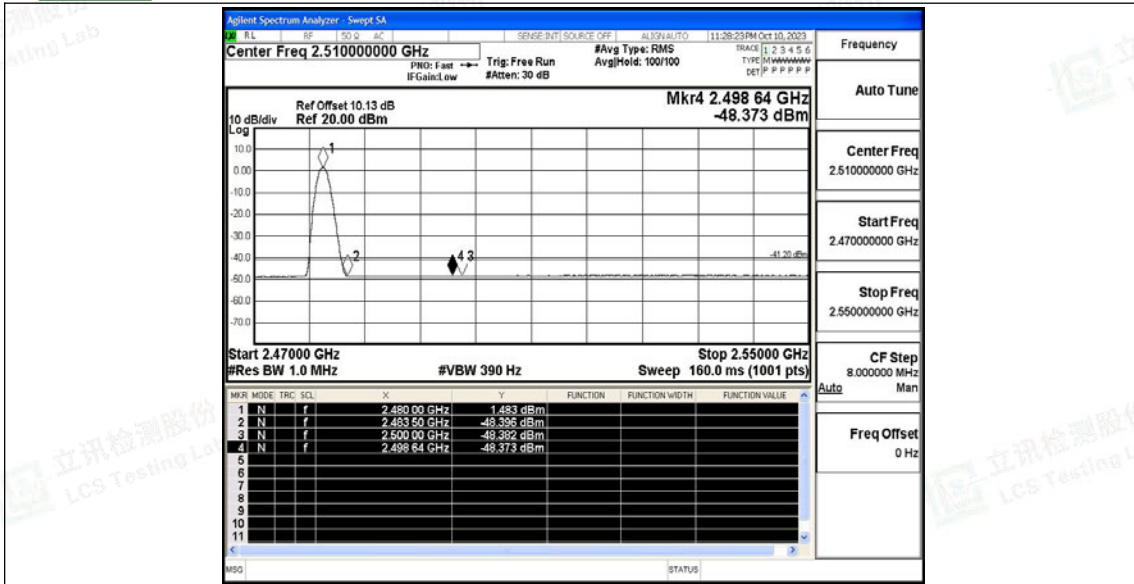 Agilent Spectrum Analyzer - Swept SA
RL RF 50 Ω AC SENSE:INT SOURCE OFF ALIGNAUTO 11:28:23PM Oct 10, 2023
Center Freq 2.510000000 GHz
PNO: Fast
IFGain:Low
Trig: Free Run
#Atten: 30 dB
#Avg Type: RMS
Avg|Hold: 100/100
TRACE 1 2 3 4 5 6
TYPE M WWWWW
DET P P P P P P
Ref Offset 10.13 dB
10 dB/div Ref 20.00 dBm
Log
Mkr4 2.498 64 GHz
-48.373 dBm
10.0
0.00
-10.0
-20.0
-30.0
-40.0
-50.0
-60.0
-70.0
1
2
4 3
-41.20 dBm
Start 2.47000 GHz Stop 2.55000 GHz
#Res BW 1.0 MHz #VBW 390 Hz Sweep 160.0 ms (1001 pts)
MKR MODE TRC SCL X Y FUNCTION FUNCTION WIDTH FUNCTION VALUE
1 N f 2.480 00 GHz 1.483 dBm
2 N f 2.483 50 GHz -48.396 dBm
3 N f 2.500 00 GHz -48.382 dBm
4 N f 2.498 64 GHz -48.373 dBm
5
6
7
8
9
10
11
MSG STATUS
Frequency
Auto Tune
Center Freq
2.510000000 GHz
Start Freq
2.470000000 GHz
Stop Freq
2.550000000 GHz
CF Step
8.000000 MHz
Auto Man
Freq Offset
0 Hz
立讯检测股份
LCS Testing Lab
立讯检测股份
LCS Testing L